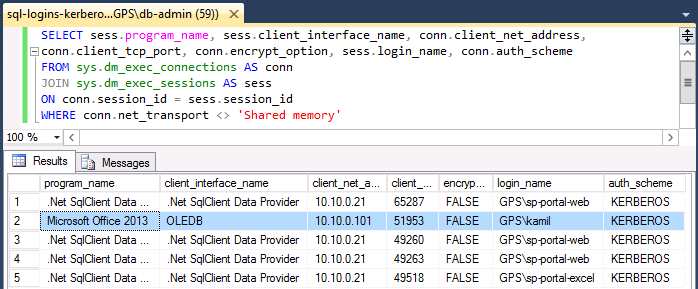 sql-logins-kerbero...GPS\db-admin (59))
SELECT sess.program_name, sess.client_interface_name, conn.client_net_address,
conn.client_tcp_port, conn.encrypt_option, sess.login_name, conn.auth_scheme
FROM sys.dm_exec_connections AS conn
JOIN sys.dm_exec_sessions AS sess
ON conn.session_id = sess.session_id
WHERE conn.net_transport <> 'Shared memory'
100 %
Results Messages
program_name client_interface_name client_net_a... client_... encryp... login_name auth_scheme
1 .Net SqlClient Data ... .Net SqlClient Data Provider 10.10.0.21 65287 FALSE GPS\sp-portal-web KERBEROS
2 Microsoft Office 2013 OLEDB 10.10.0.101 51953 FALSE GPS\kamil KERBEROS
3 .Net SqlClient Data ... .Net SqlClient Data Provider 10.10.0.21 49260 FALSE GPS\sp-portal-web KERBEROS
4 .Net SqlClient Data ... .Net SqlClient Data Provider 10.10.0.21 49263 FALSE GPS\sp-portal-web KERBEROS
5 .Net SqlClient Data ... .Net SqlClient Data Provider 10.10.0.21 49518 FALSE GPS\sp-portal-excel KERBEROS